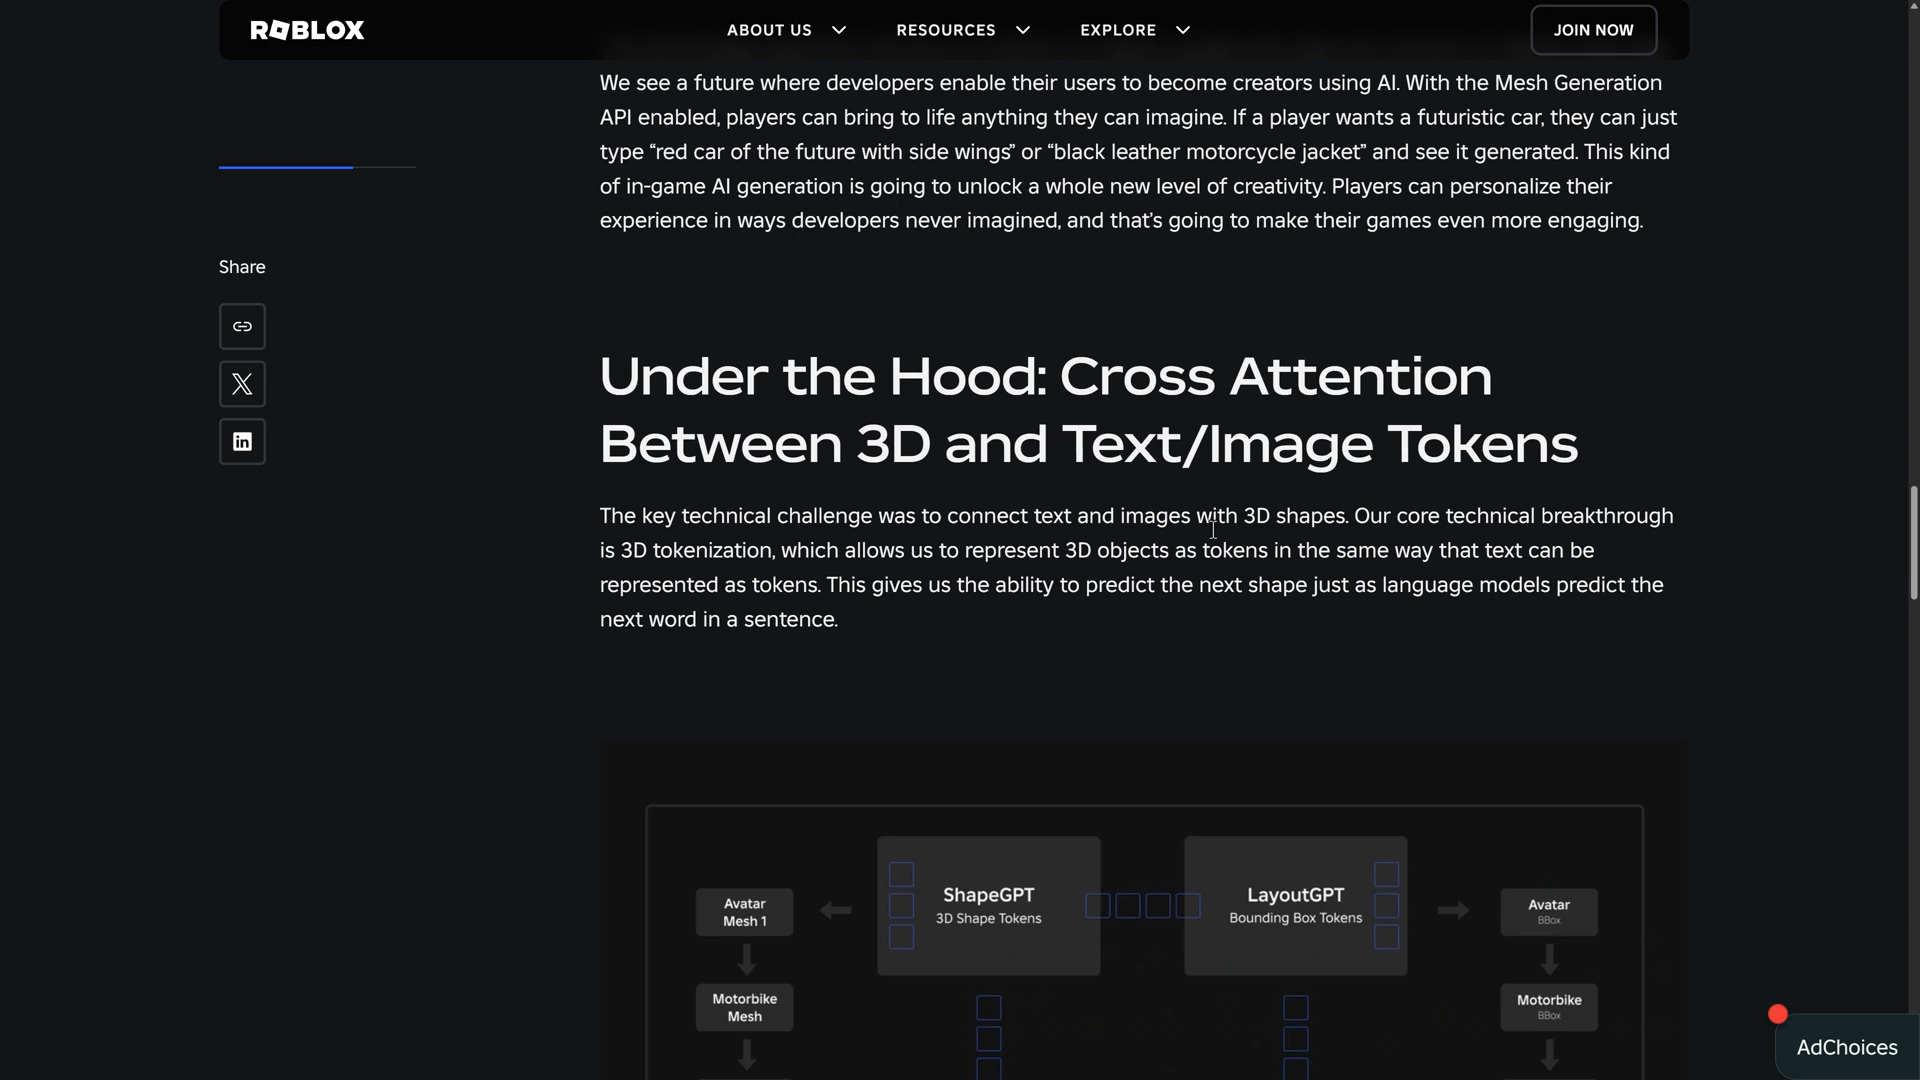 ROBLOX
ABOUT US
RESOURCES
EXPLORE
JOIN NOW
We see a future where developers enable their users to become creators using AI. With the Mesh Generation
API enabled, players can bring to life anything they can imagine. If a player wants a futuristic car, they can just
type “red car of the future with side wings” or “black leather motorcycle jacket” and see it generated. This kind
of in-game AI generation is going to unlock a whole new level of creativity. Players can personalize their
experience in ways developers never imagined, and that’s going to make their games even more engaging.
Share
Under the Hood: Cross Attention
Between 3D and Text/Image Tokens
The key technical challenge was to connect text and images with 3D shapes. Our core technical breakthrough
is 3D tokenization, which allows us to represent 3D objects as tokens in the same way that text can be
represented as tokens. This gives us the ability to predict the next shape just as language models predict the
next word in a sentence.
Avatar
Mesh 1
ShapeGPT
3D Shape Tokens
LayoutGPT
Bounding Box Tokens
Avatar
BBox
Motorbike
Mesh
Motorbike
BBox
AdChoices